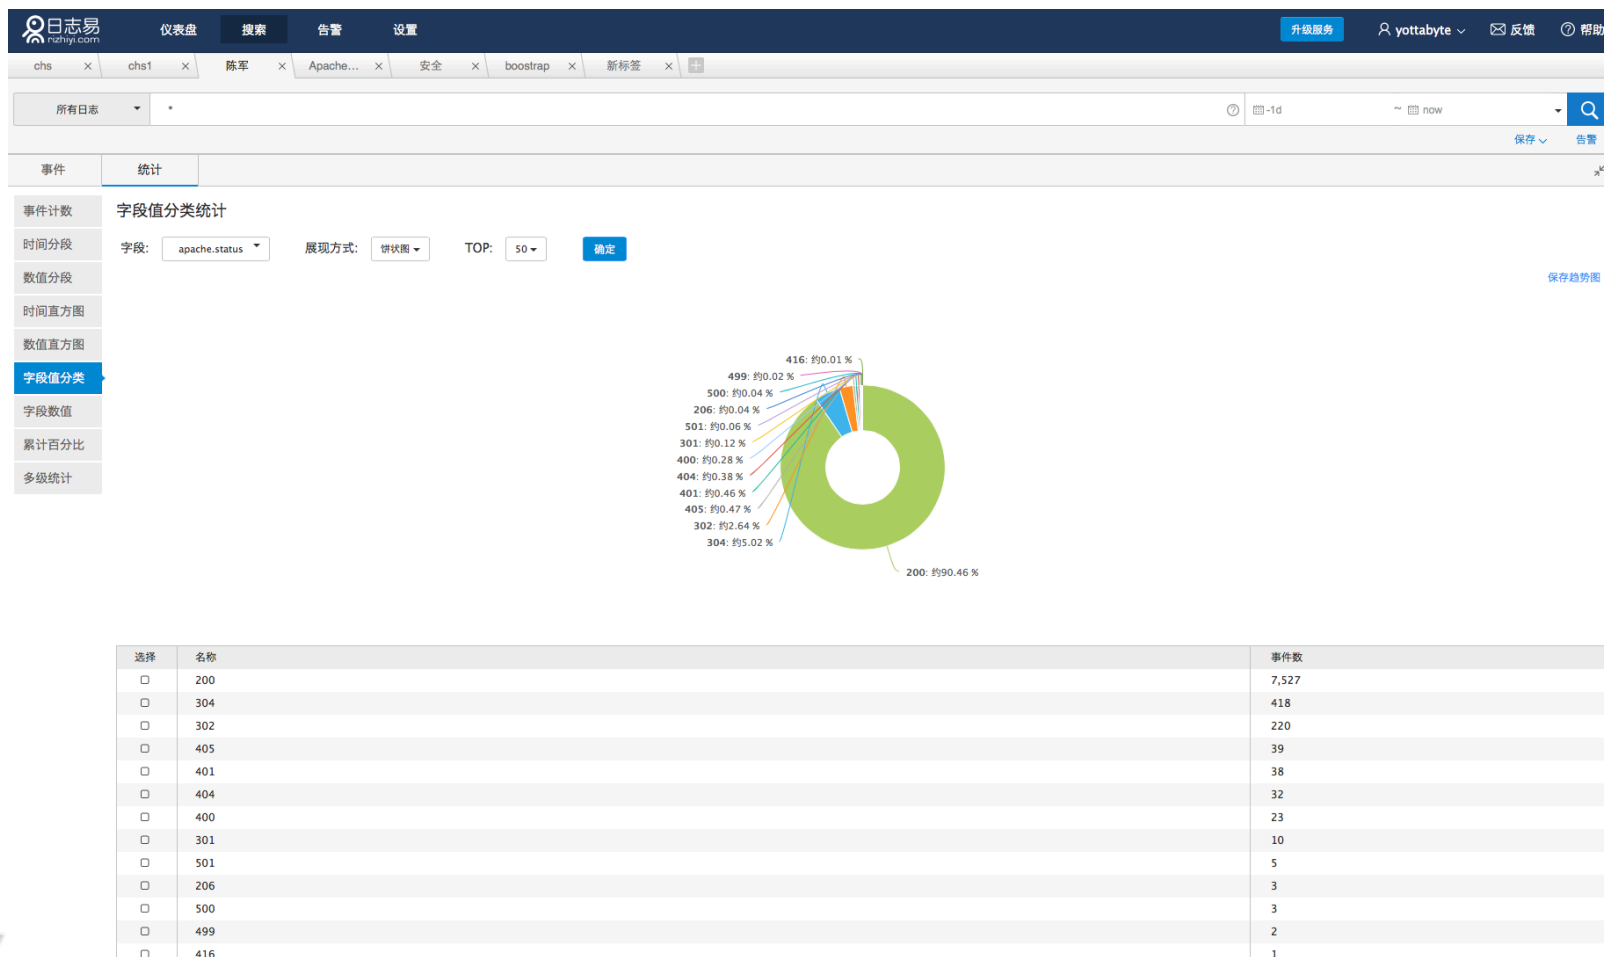 日志易 仪表盘 搜索 告警 设置 升级服务 yottabyte 反馈 帮助
rizhiyi.com
chs × chs1 × 陈军 × Apache... × 安全 × boostrap × 新标签 ×
所有日志 * -1d ~ now
保存 告警
事件 统计
事件计数
时间分段
数值分段
时间直方图
数值直方图
字段值分类
字段数值
累计百分比
多级统计
字段值分类统计
字段: apache.status 展现方式: 饼状图 TOP: 50 确定
保存趋势图
416: 约0.01 %
499: 约0.02 %
500: 约0.04 %
206: 约0.04 %
501: 约0.06 %
301: 约0.12 %
400: 约0.28 %
404: 约0.38 %
401: 约0.46 %
405: 约0.47 %
302: 约2.64 %
304: 约5.02 %
200: 约90.46 %
选择 名称 事件数
200 7,527
304 418
302 220
405 39
401 38
404 32
400 23
301 10
501 5
206 3
500 3
499 2
416 1